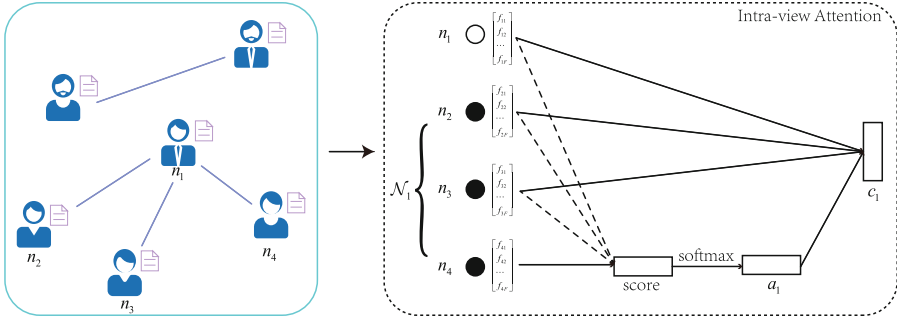 Intra-view Attention
n₁
n₂
n₃
n₄
n₁
f₁₁
f₁₂
...
f₁F
n₂
f₂₁
f₂₂
...
f₂F
𝒩₁
n₃
f₃₁
f₃₂
...
f₃F
n₄
f₄₁
f₄₂
...
f₄F
score
softmax
a₁
c₁